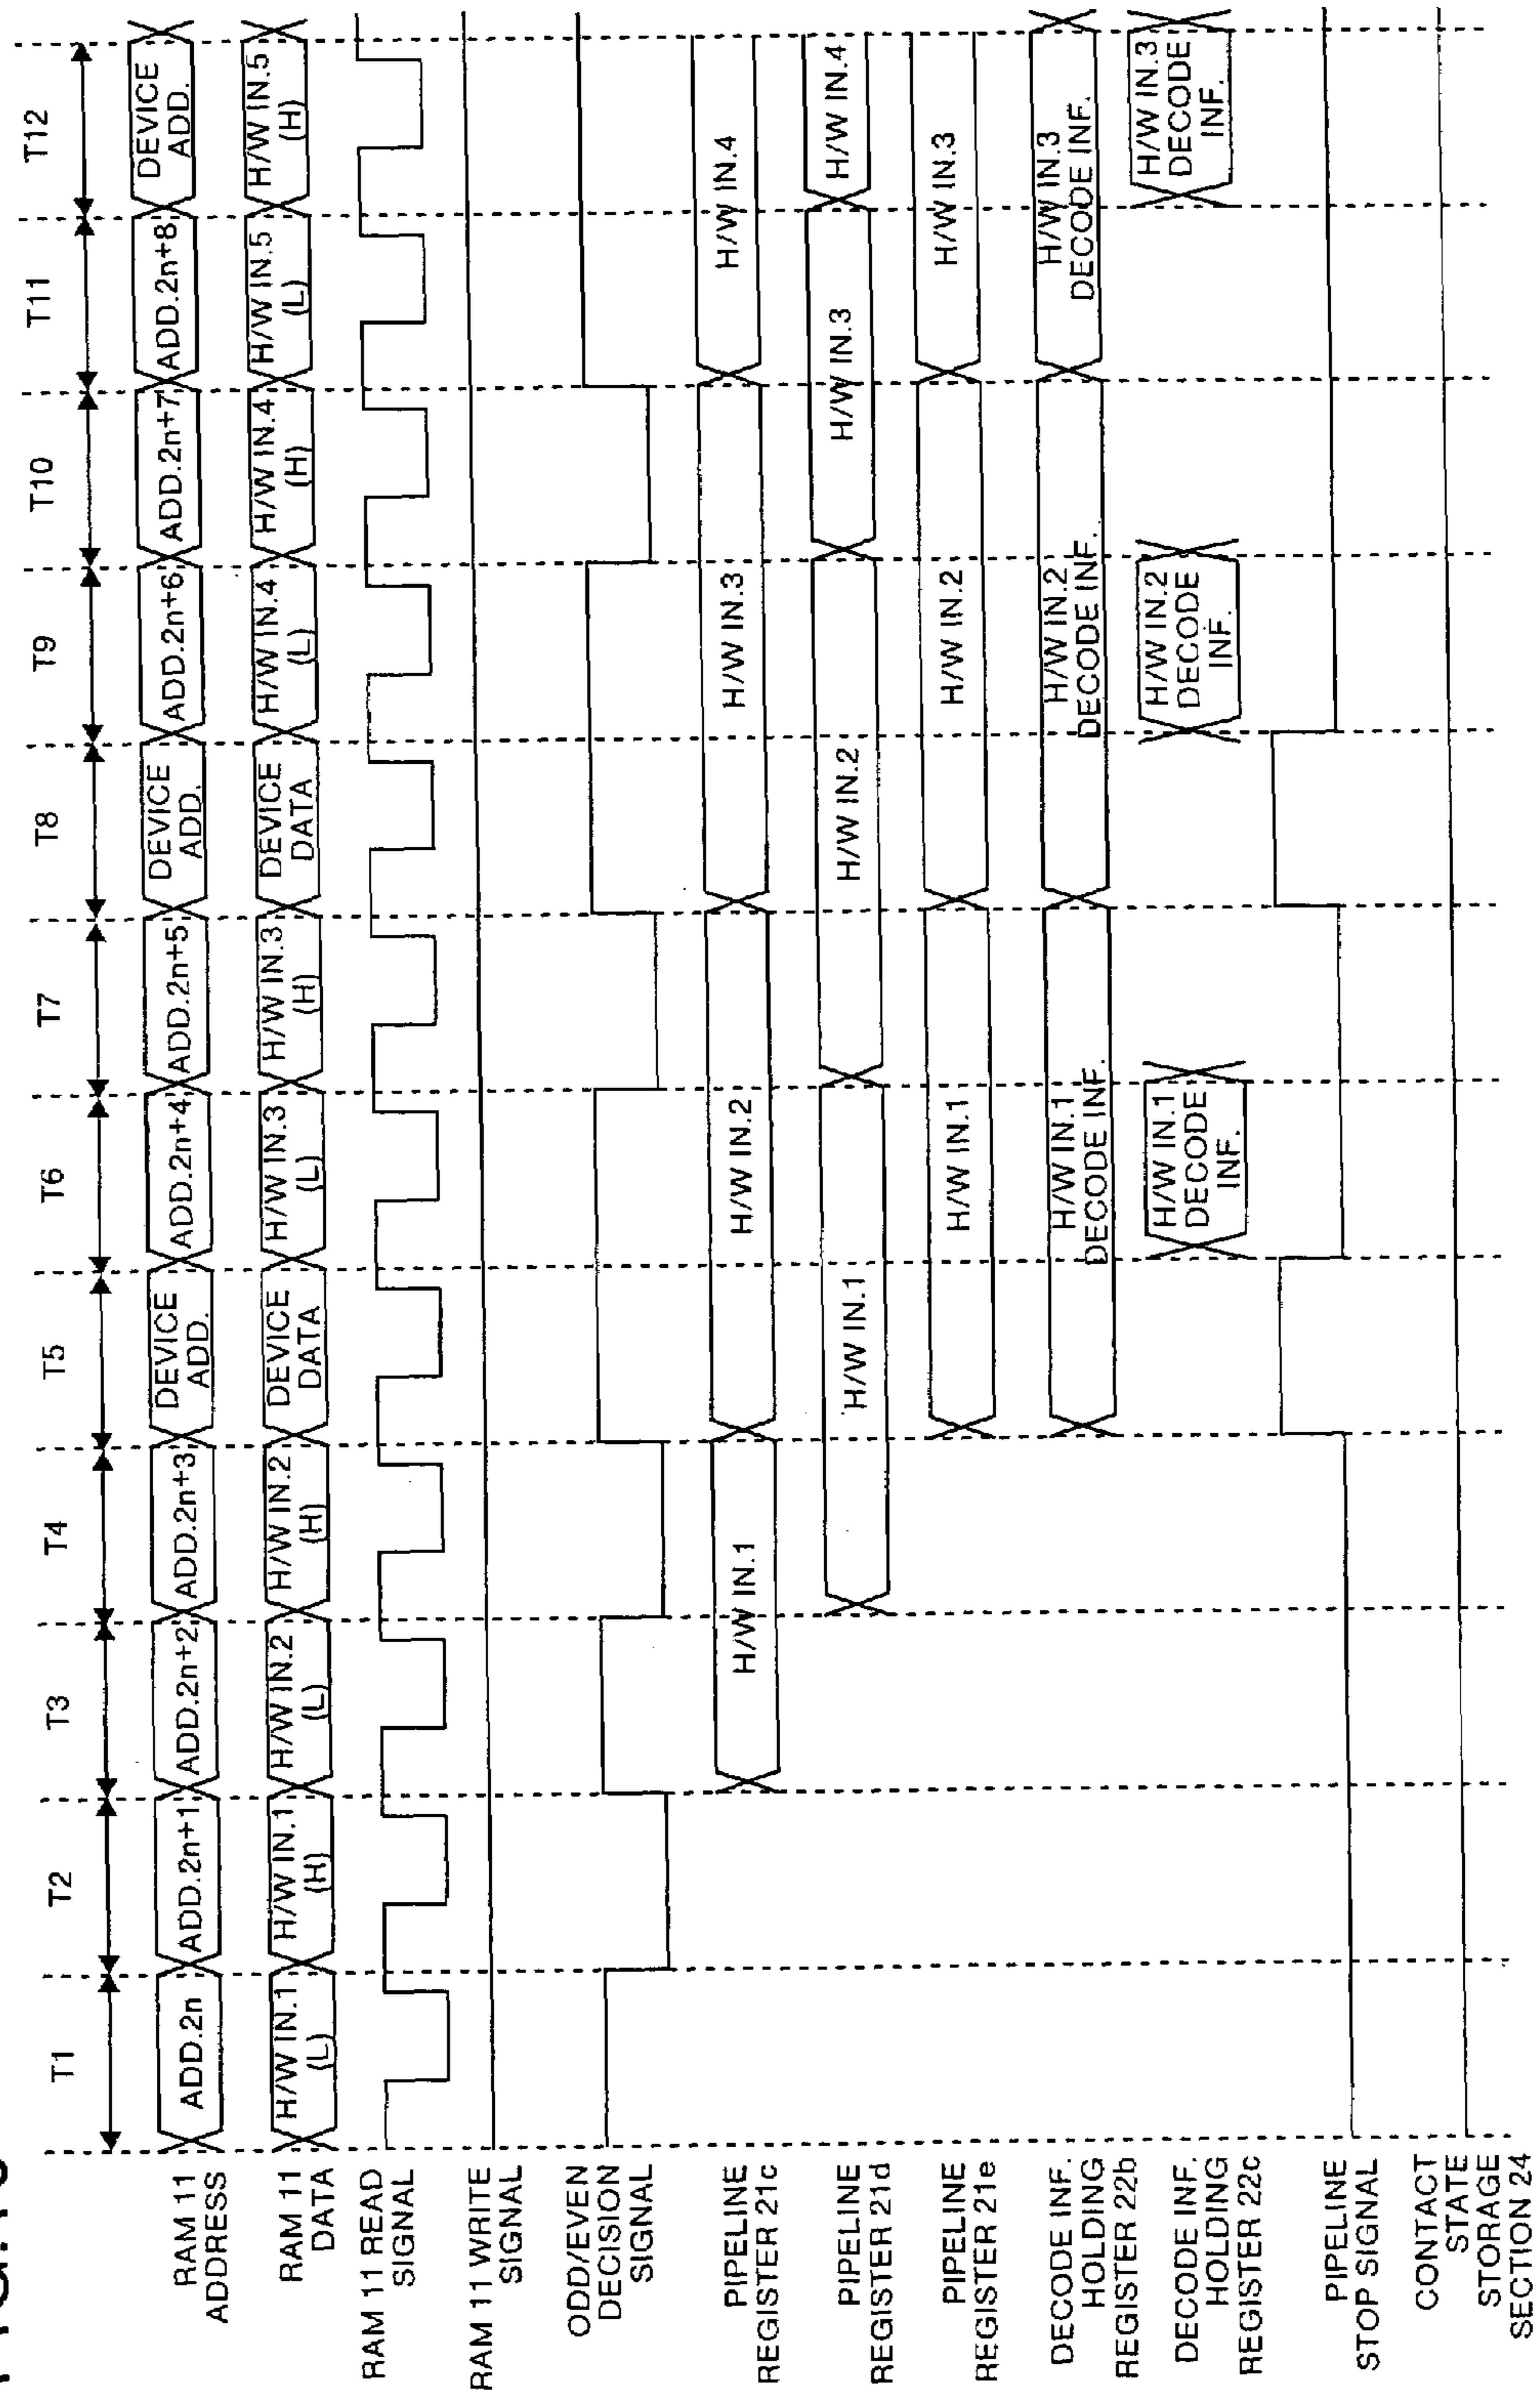 T1 T2 T3 T4 T5 T6 T7 T8 T9 T10 T11 T12
RAM 11
ADDRESS
ADD.2n
ADD.2n+1
ADD.2n+2
ADD.2n+3
DEVICE
ADD.
ADD.2n+4
ADD.2n+5
DEVICE
ADD.
ADD.2n+6
ADD.2n+7
ADD.2n+8
DEVICE
ADD.
RAM 11
DATA
H/W IN.1
(L)
H/W IN.1
(H)
H/W IN.2
(L)
H/W IN.2
(H)
DEVICE
DATA
H/W IN.3
(L)
H/W IN.3
(H)
DEVICE
DATA
H/W IN.4
(L)
H/W IN.4
(H)
H/W IN.5
(L)
H/W IN.5
(H)
RAM 11 READ
SIGNAL
RAM 11 WRITE
SIGNAL
ODD/EVEN
DECISION
SIGNAL
PIPELINE
REGISTER 21c
H/W IN.1
H/W IN.2
H/W IN.3
H/W IN.4
PIPELINE
REGISTER 21d
H/W IN.1
H/W IN.2
H/W IN.3
H/W IN.4
PIPELINE
REGISTER 21e
H/W IN.1
H/W IN.2
H/W IN.3
DECODE INF.
HOLDING
REGISTER 22b
H/W IN.1
DECODE INF.
H/W IN.2
DECODE INF.
H/W IN.3
DECODE INF.
DECODE INF.
HOLDING
REGISTER 22c
H/W IN.1
DECODE
INF.
H/W IN.2
DECODE
INF.
H/W IN.3
DECODE
INF.
PIPELINE
STOP SIGNAL
CONTACT
STATE
STORAGE
SECTION 24